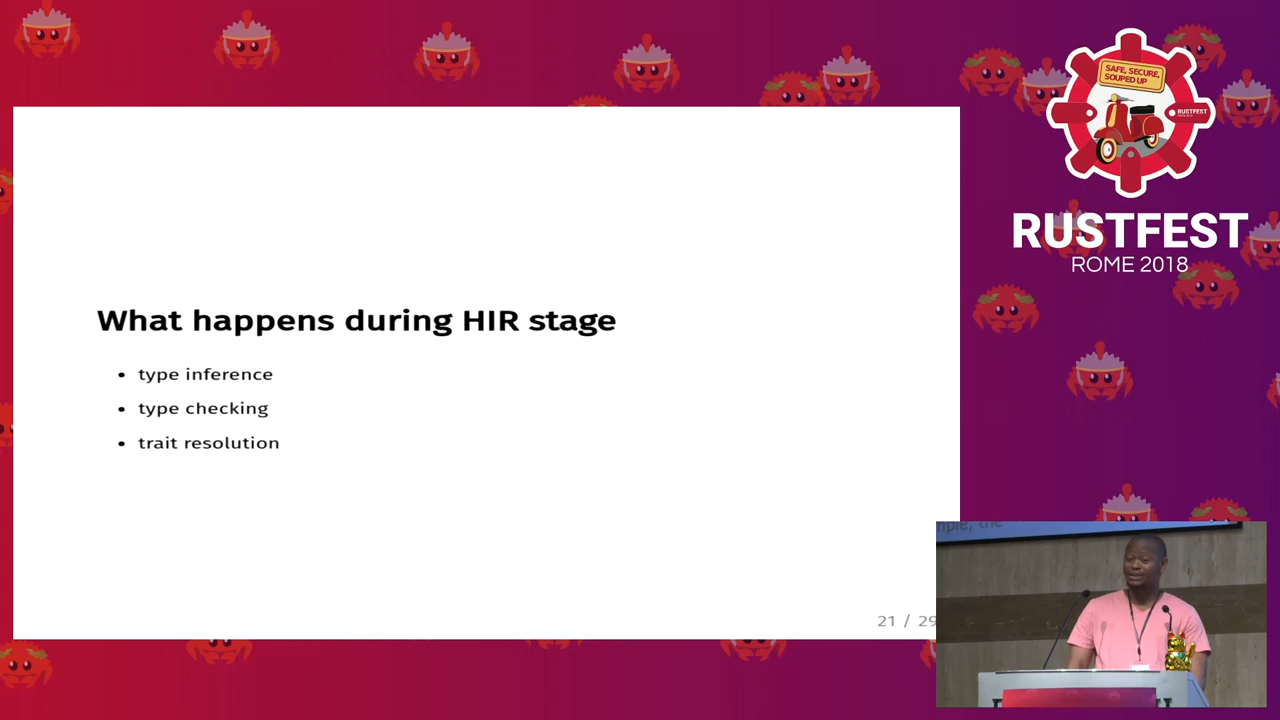 What happens during HIR stage
• type inference
• type checking
• trait resolution
21 / 29
SAFE, SECURE,
SOUPED UP
RUSTFEST
RUSTFEST
ROME 2018